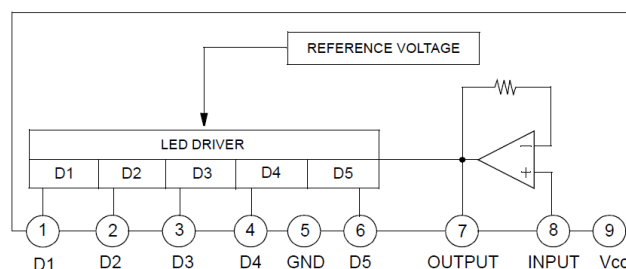 REFERENCE VOLTAGE
LED DRIVER
D1 D2 D3 D4 D5
− +
1 2 3 4 5 6 7 8 9
D1 D2 D3 D4 GND D5 OUTPUT INPUT Vcc